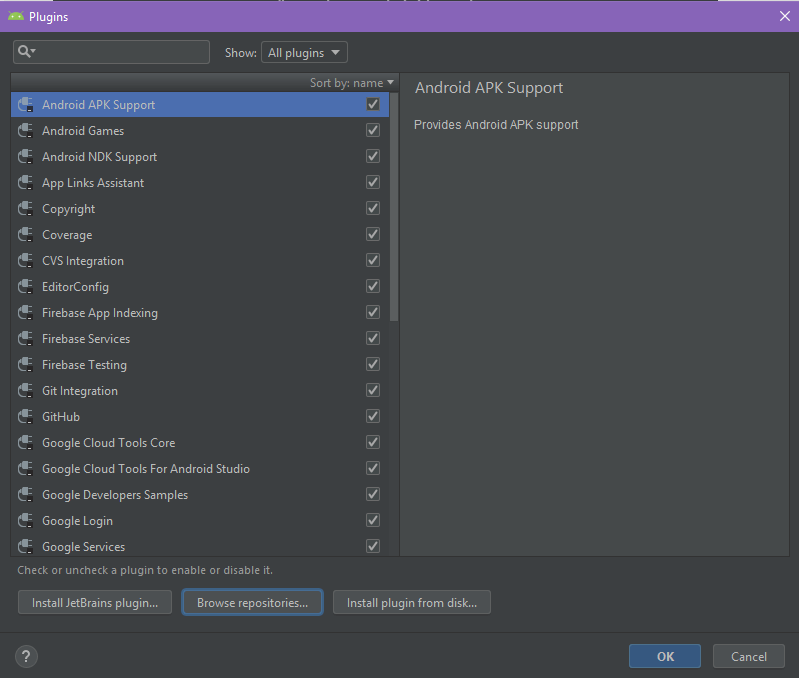 Plugins
Show: All plugins
Sort by: name
Android APK Support
Android Games
Android NDK Support
App Links Assistant
Copyright
Coverage
CVS Integration
EditorConfig
Firebase App Indexing
Firebase Services
Firebase Testing
Git Integration
GitHub
Google Cloud Tools Core
Google Cloud Tools For Android Studio
Google Developers Samples
Google Login
Google Services
Android APK Support
Provides Android APK support
Check or uncheck a plugin to enable or disable it.
Install JetBrains plugin... Browse repositories... Install plugin from disk...
? OK Cancel